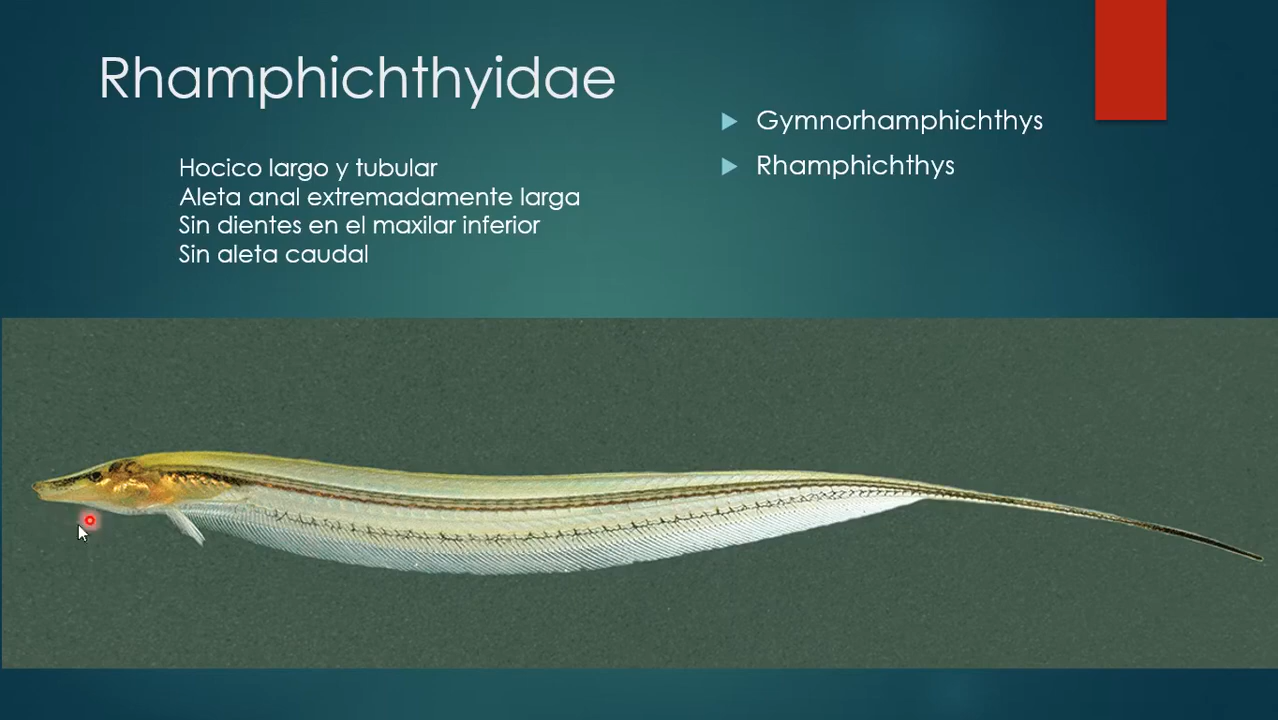 Rhamphichthyidae
Hocico largo y tubular
Aleta anal extremadamente larga
Sin dientes en el maxilar inferior
Sin aleta caudal
Gymnorhamphichthys
Rhamphichthys